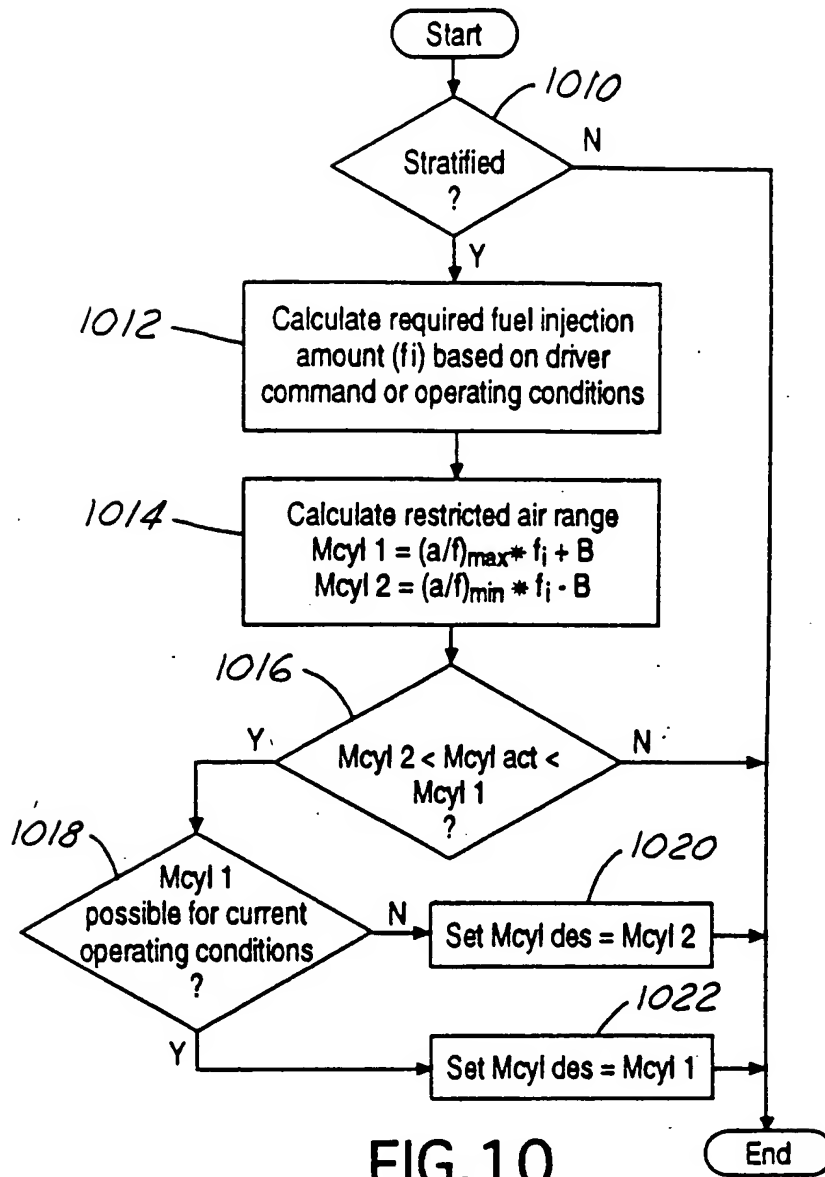 Start
1010
Stratified
?
N
Y
1012
Calculate required fuel injection
amount (fi) based on driver
command or operating conditions
1014
Calculate restricted air range
Mcyl 1 = (a/f)max* fi + B
Mcyl 2 = (a/f)min * fi - B
1016
Y
Mcyl 2 < Mcyl act <
Mcyl 1
?
N
1018
Mcyl 1
possible for current
operating conditions
?
N
1020
Set Mcyl des = Mcyl 2
Y
1022
Set Mcyl des = Mcyl 1
FIG.10
End